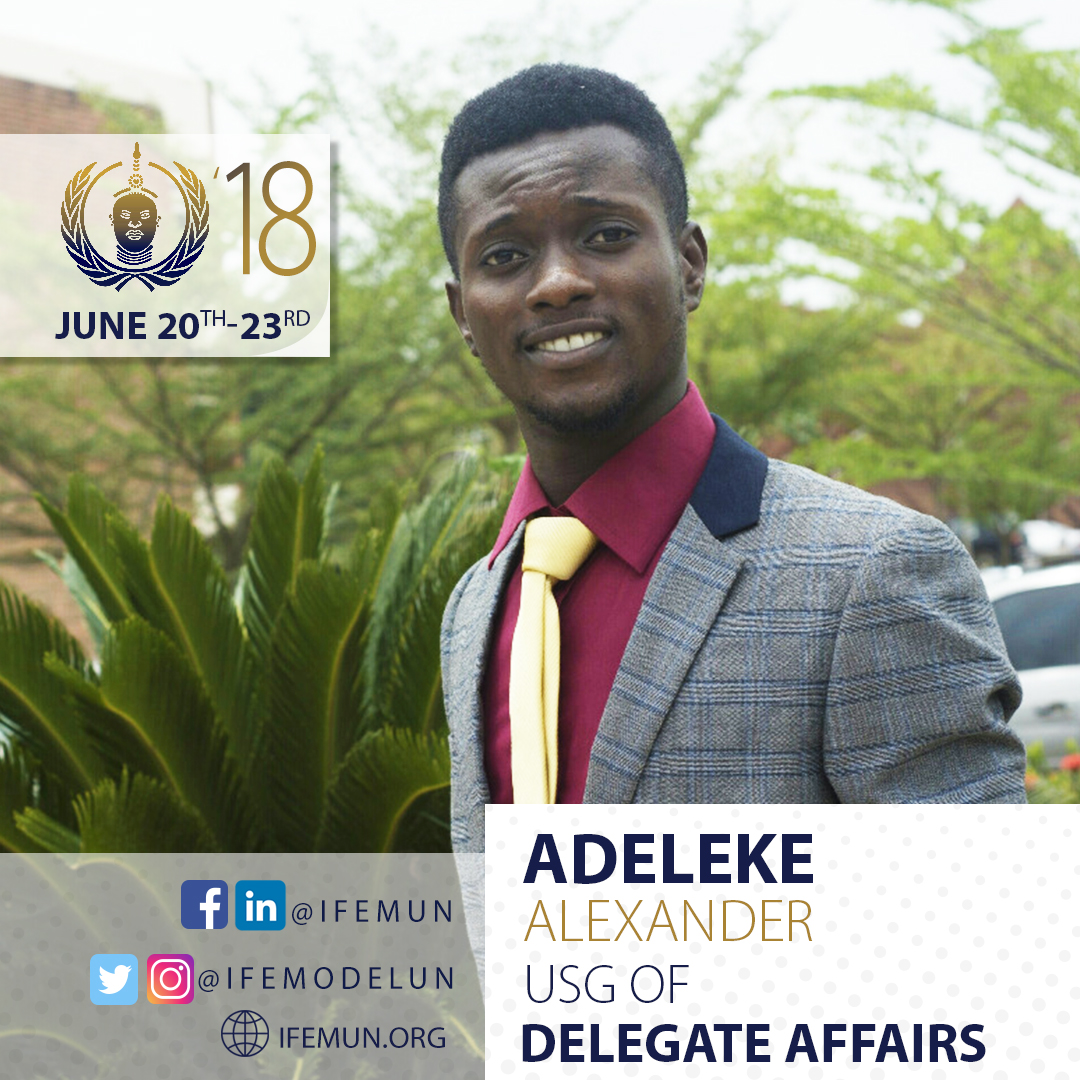 '18
JUNE 20TH-23RD
@IFEMUN
@IFEMODELUN
IFEMUN.ORG
ADELEKE
ALEXANDER
USG OF
DELEGATE AFFAIRS